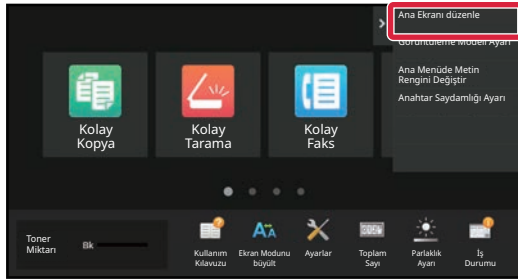 Ana Ekranı düzenle
Görüntüleme Modeli Ayarı
Ana Menüde Metin
Rengini Değiştir
Anahtar Saydamlığı Ayarı
Kolay
Kopya
Kolay
Tarama
Kolay
Faks
Toner
Miktarı
Bk
Kullanım
Kılavuzu
Ekran Modunu
büyült
Ayarlar
Toplam
Sayı
Parlaklık
Ayarı
İş
Durumu